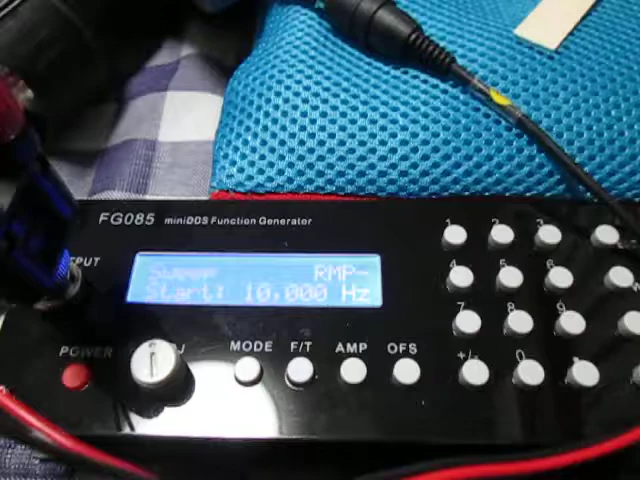 FG085 miniDDS Function Generator
1 2 3
RMP-
Start: 10,000 Hz
4 5 6
7 8 9
POWER
MODE F/T AMP OFS
+/- 0